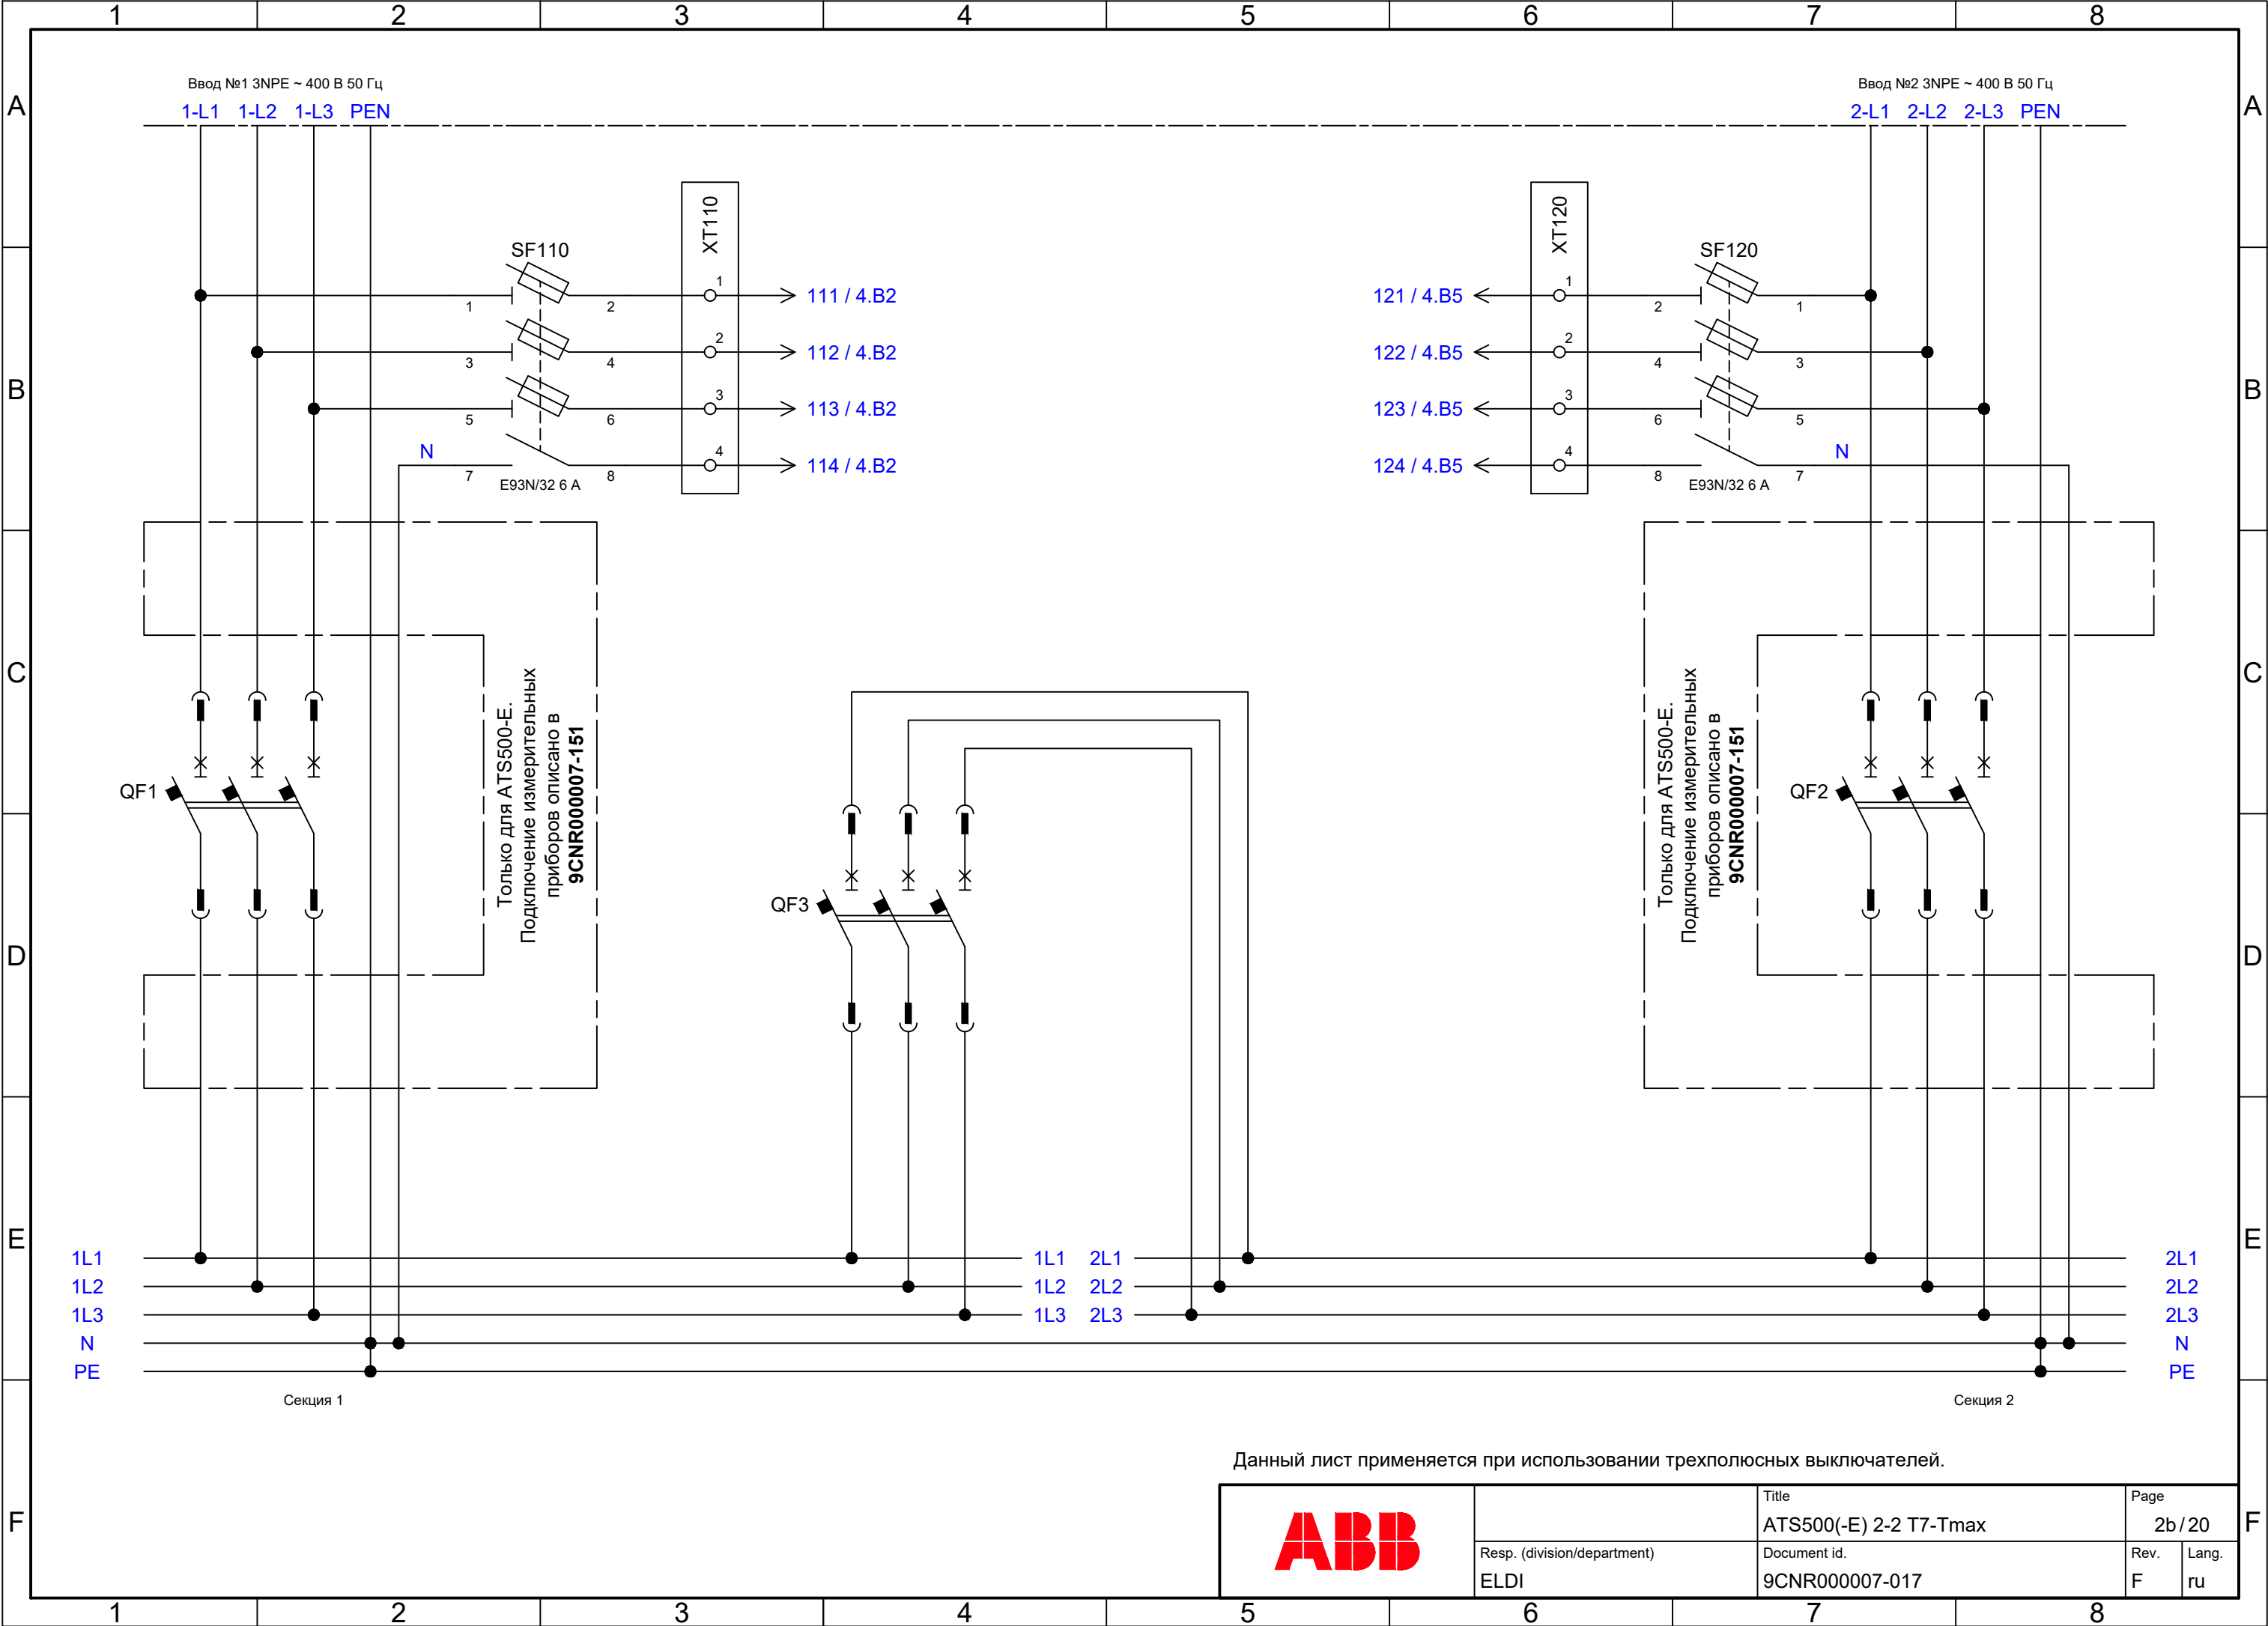 1 2 3 4 5 6 7 8
Ввод №1 3NPE ~ 400 В 50 Гц
Ввод №2 3NPE ~ 400 В 50 Гц
A
1-L1 1-L2 1-L3 PEN
2-L1 2-L2 2-L3 PEN
A
XT110
XT120
SF110
SF120
1 2 1 111 / 4.B2
121 / 4.B5 1 2 1
3 4 2 112 / 4.B2
122 / 4.B5 2 4 3
B
B
5 6 3 113 / 4.B2
123 / 4.B5 3 6 5
N
7 8 4 114 / 4.B2
124 / 4.B5 4 8 7
N
E93N/32 6 A
E93N/32 6 A
C
C
Только для ATS500-E.
Подключение измерительных
приборов описано в
9CNR000007-151
Только для ATS500-E.
Подключение измерительных
приборов описано в
9CNR000007-151
QF1
QF2
QF3
D
D
E
E
1L1 1L1 2L1 2L1
1L2 1L2 2L2 2L2
1L3 1L3 2L3 2L3
N N
PE PE
Секция 1
Секция 2
Данный лист применяется при использовании трехполюсных выключателей.
F
F
ABB
Title
ATS500(-E) 2-2 T7-Tmax
Page
2b/20
Resp. (division/department)
ELDI
Document id.
9CNR000007-017
Rev.
F
Lang.
ru
1 2 3 4 5 6 7 8